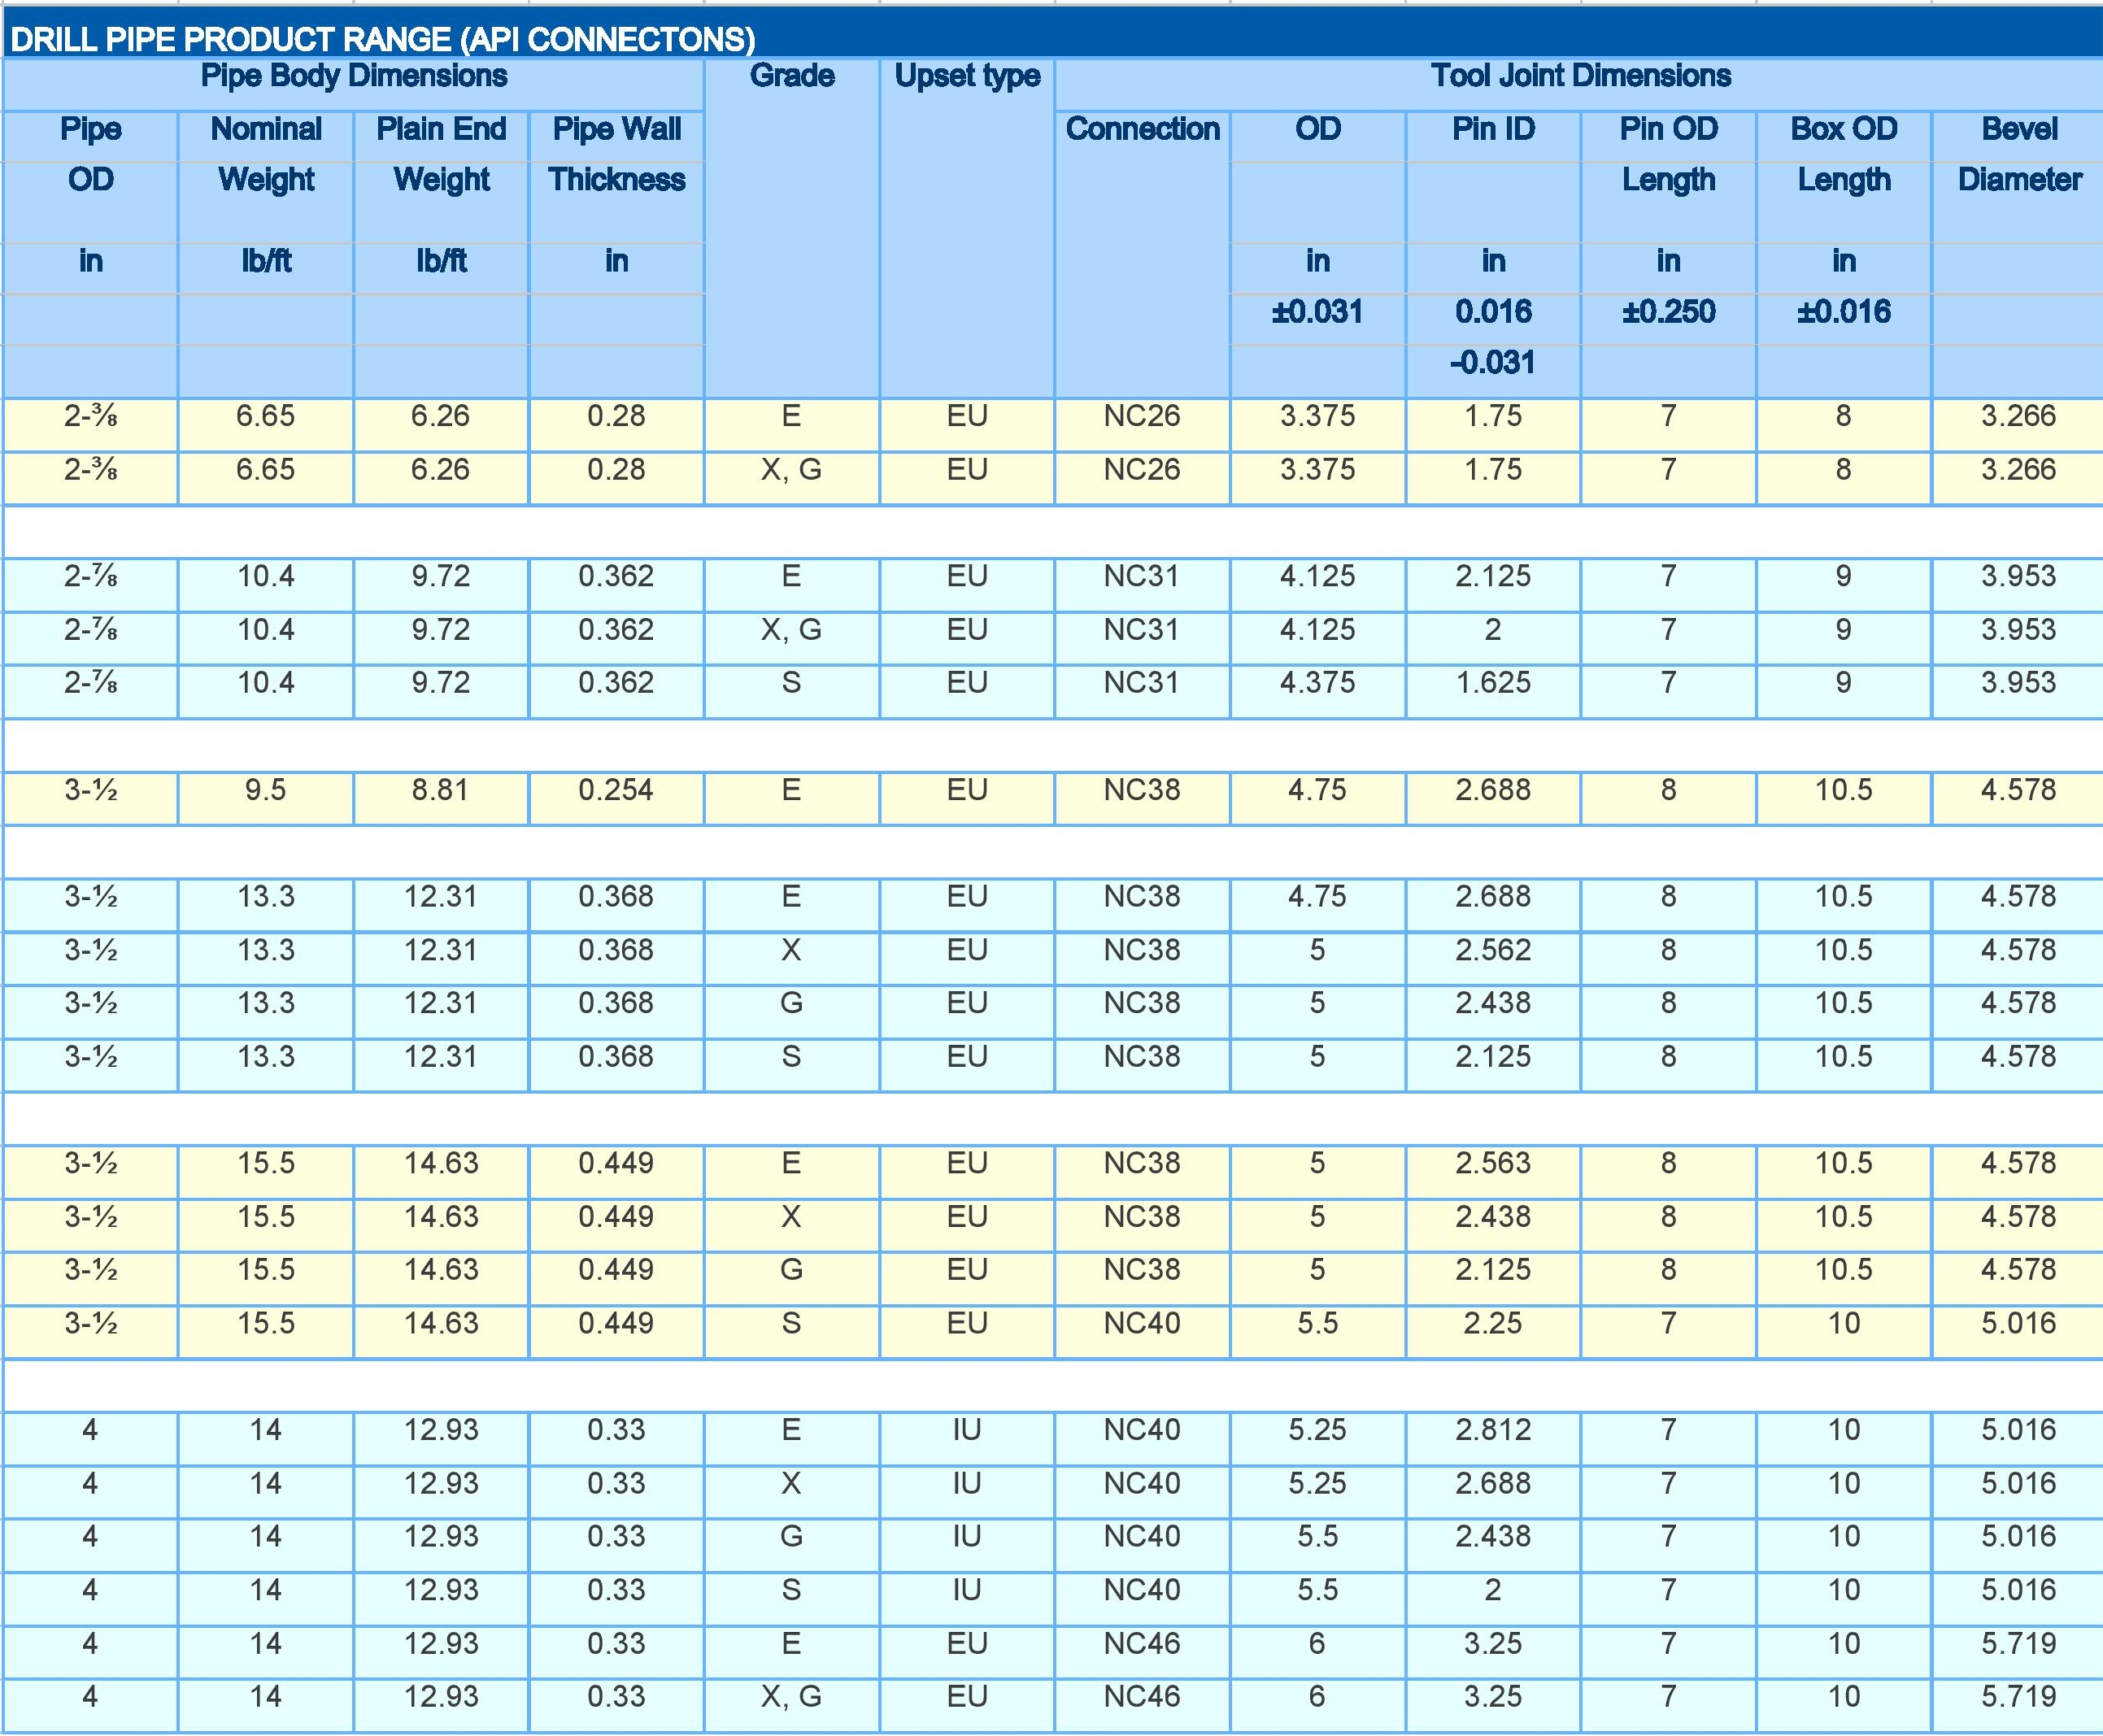 DRILL PIPE PRODUCT RANGE (API CONNECTONS)
Pipe Body Dimensions Grade Upset type Tool Joint Dimensions
Pipe Nominal Plain End Pipe Wall Connection OD Pin ID Pin OD Box OD Bevel
OD Weight Weight Thickness Length Length Diameter
in lb/ft lb/ft in in in in in
±0.031 0.016 ±0.250 ±0.016
-0.031
2-⅜ 6.65 6.26 0.28 E EU NC26 3.375 1.75 7 8 3.266
2-⅜ 6.65 6.26 0.28 X, G EU NC26 3.375 1.75 7 8 3.266
2-⅞ 10.4 9.72 0.362 E EU NC31 4.125 2.125 7 9 3.953
2-⅞ 10.4 9.72 0.362 X, G EU NC31 4.125 2 7 9 3.953
2-⅞ 10.4 9.72 0.362 S EU NC31 4.375 1.625 7 9 3.953
3-½ 9.5 8.81 0.254 E EU NC38 4.75 2.688 8 10.5 4.578
3-½ 13.3 12.31 0.368 E EU NC38 4.75 2.688 8 10.5 4.578
3-½ 13.3 12.31 0.368 X EU NC38 5 2.562 8 10.5 4.578
3-½ 13.3 12.31 0.368 G EU NC38 5 2.438 8 10.5 4.578
3-½ 13.3 12.31 0.368 S EU NC38 5 2.125 8 10.5 4.578
3-½ 15.5 14.63 0.449 E EU NC38 5 2.563 8 10.5 4.578
3-½ 15.5 14.63 0.449 X EU NC38 5 2.438 8 10.5 4.578
3-½ 15.5 14.63 0.449 G EU NC38 5 2.125 8 10.5 4.578
3-½ 15.5 14.63 0.449 S EU NC40 5.5 2.25 7 10 5.016
4 14 12.93 0.33 E IU NC40 5.25 2.812 7 10 5.016
4 14 12.93 0.33 X IU NC40 5.25 2.688 7 10 5.016
4 14 12.93 0.33 G IU NC40 5.5 2.438 7 10 5.016
4 14 12.93 0.33 S IU NC40 5.5 2 7 10 5.016
4 14 12.93 0.33 E EU NC46 6 3.25 7 10 5.719
4 14 12.93 0.33 X, G EU NC46 6 3.25 7 10 5.719